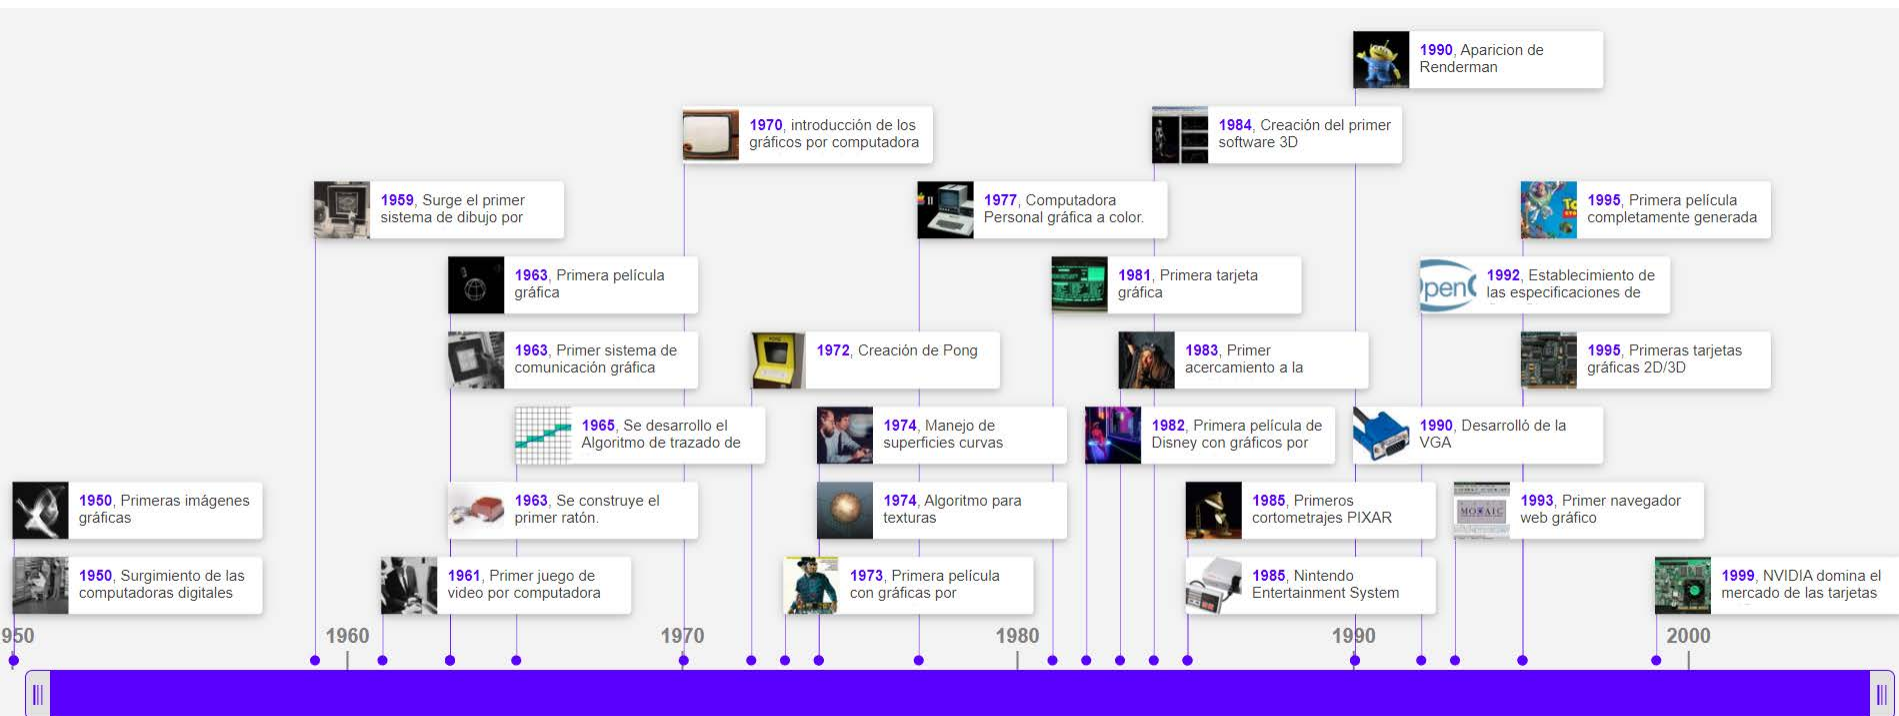 1990, Aparicion de
Renderman
1970, introducción de los
gráficos por computadora
1984, Creación del primer
software 3D
1959, Surge el primer
sistema de dibujo por
1977, Computadora
Personal gráfica a color.
1995, Primera película
completamente generada
1963, Primera película
gráfica
1981, Primera tarjeta
gráfica
1992, Establecimiento de
las especificaciones de
1963, Primer sistema de
comunicación gráfica
1972, Creación de Pong
1983, Primer
acercamiento a la
1995, Primeras tarjetas
gráficas 2D/3D
1965, Se desarrollo el
Algoritmo de trazado de
1974, Manejo de
superficies curvas
1982, Primera película de
Disney con gráficos por
1990, Desarrolló de la
VGA
1950, Primeras imágenes
gráficas
1963, Se construye el
primer ratón.
1974, Algoritmo para
texturas
1985, Primeros
cortometrajes PIXAR
MOSAIC
1993, Primer navegador
web gráfico
1950, Surgimiento de las
computadoras digitales
1961, Primer juego de
video por computadora
1973, Primera película
con gráficas por
1985, Nintendo
Entertainment System
1999, NVIDIA domina el
mercado de las tarjetas
950 1960 1970 1980 1990 2000